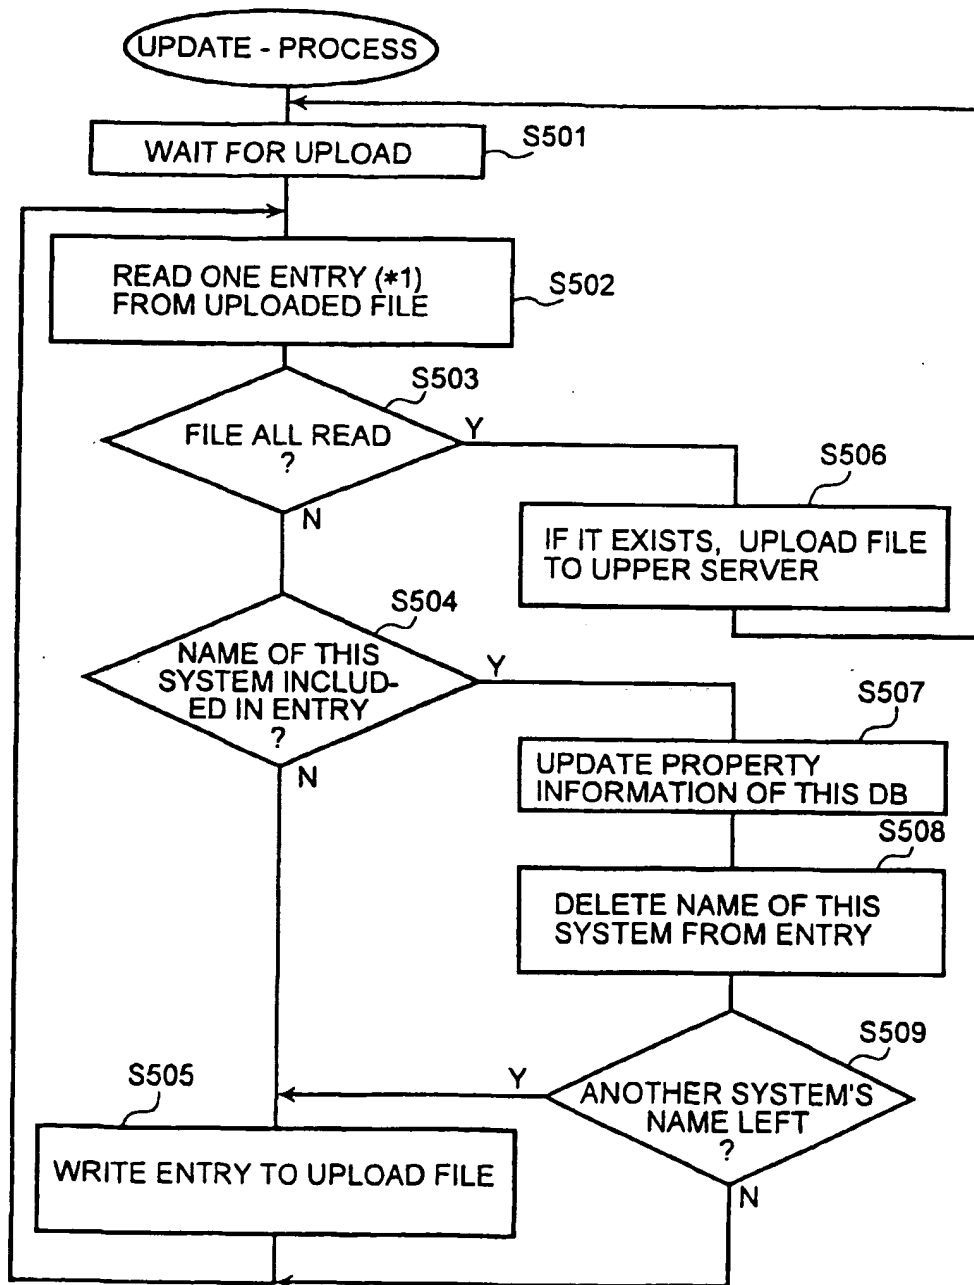 UPDATE - PROCESS
WAIT FOR UPLOAD
S501
READ ONE ENTRY (*1)
FROM UPLOADED FILE
S502
S503
FILE ALL READ
?
Y
N
S506
IF IT EXISTS, UPLOAD FILE
TO UPPER SERVER
S504
NAME OF THIS
SYSTEM INCLUD-
ED IN ENTRY
?
Y
N
S507
UPDATE PROPERTY
INFORMATION OF THIS DB
S508
DELETE NAME OF THIS
SYSTEM FROM ENTRY
S509
ANOTHER SYSTEM'S
NAME LEFT
?
Y
N
S505
WRITE ENTRY TO UPLOAD FILE